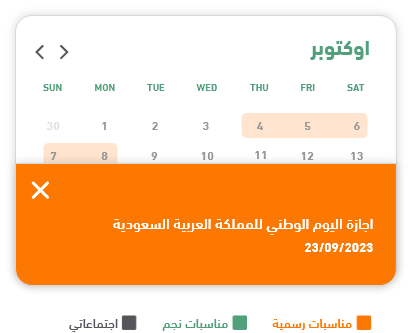 اوكتوبر
SUN MON TUE WED THU FRI SAT
30 1 2 3 4 5 6
7 8 9 10 11 12 13
اجازة اليوم الوطني للمملكة العربية السعودية
23/09/2023
مناسبات رسمية مناسبات نجم اجتماعاتي